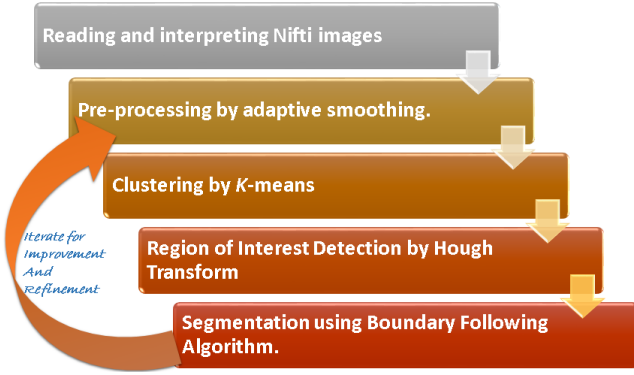 Reading and interpreting Nifti images
Pre-processing by adaptive smoothing.
Clustering by K-means
Iterate for
Improvement
And
Refinement
Region of Interest Detection by Hough
Transform
Segmentation using Boundary Following
Algorithm.